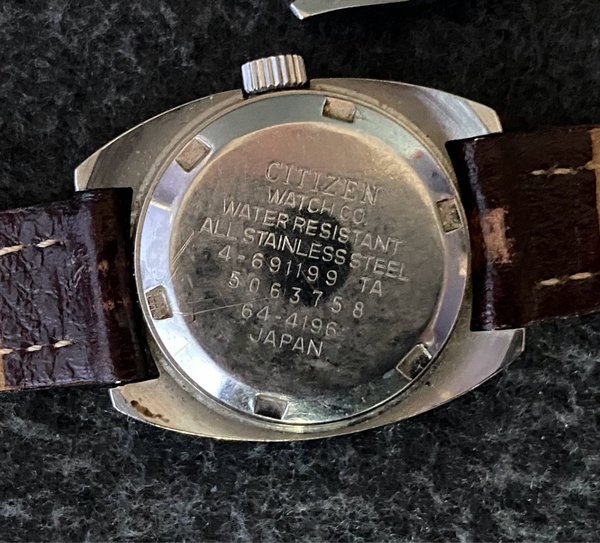 CITIZEN
WATCH CO.
WATER RESISTANT
ALL STAINLESS STEEL
4-691199 TA
5063758
64-4196
JAPAN